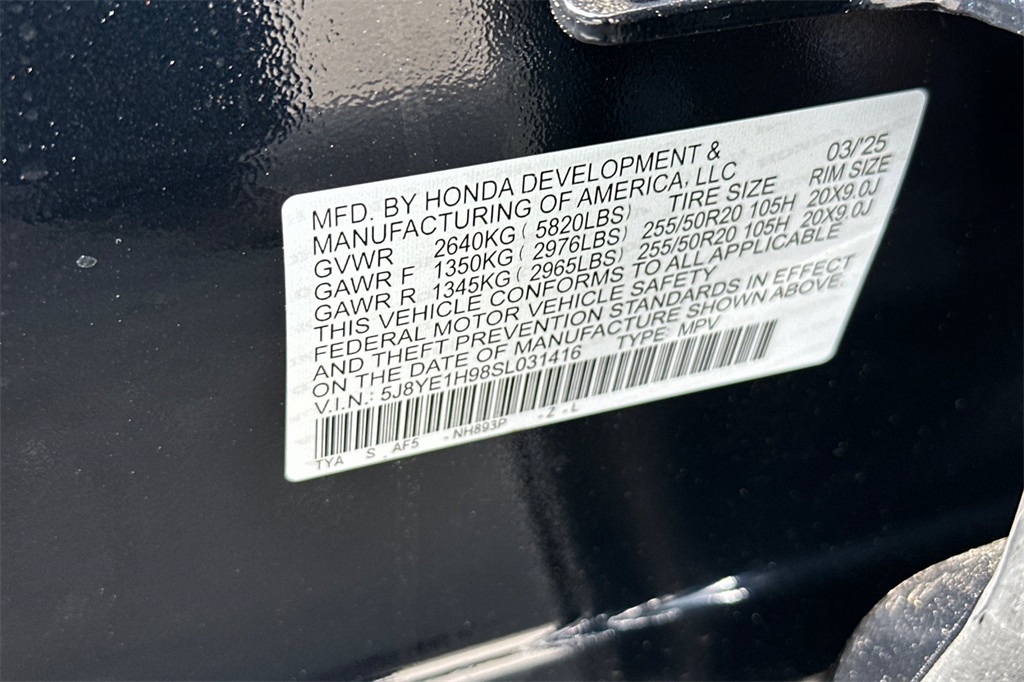 MFD. BY HONDA DEVELOPMENT & 03/'25
MANUFACTURING OF AMERICA, LLC RIM SIZE
TIRE SIZE
GVWR 2640KG ( 5820LBS)
GAWR F 1350KG ( 2976LBS) 255/50R20 105H 20X9.0J
GAWR R 1345KG ( 2965LBS) 255/50R20 105H 20X9.0J
THIS VEHICLE CONFORMS TO ALL APPLICABLE
FEDERAL MOTOR VEHICLE SAFETY
AND THEFT PREVENTION STANDARDS IN EFFECT
ON THE DATE OF MANUFACTURE SHOWN ABOVE.
V.I.N.: 5J8YE1H98SL031416 TYPE: MPV
TYA S - AF5 - NH893P - Z - L